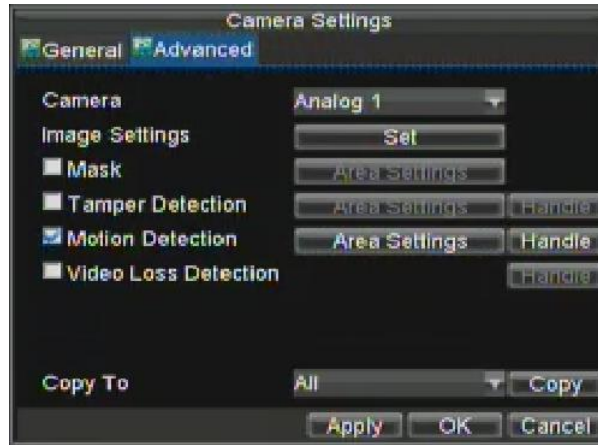 Camera Settings
General Advanced
Camera Analog 1
Image Settings Set
Mask Area Settings
Tamper Detection Area Settings Handle
Motion Detection Area Settings Handle
Video Loss Detection Handle
Copy To All Copy
Apply OK Cancel